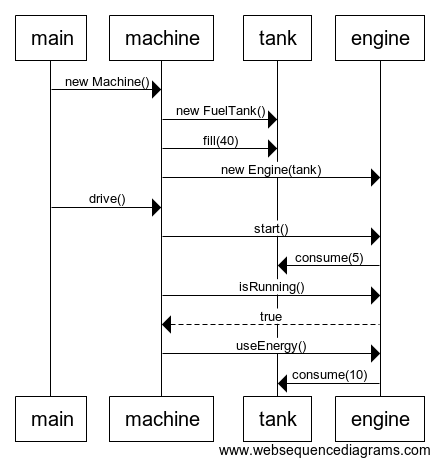 main machine tank engine
new Machine()
new FuelTank()
fill(40)
new Engine(tank)
drive()
start()
consume(5)
isRunning()
true
useEnergy()
consume(10)
main machine tank engine
www.websequencediagrams.com